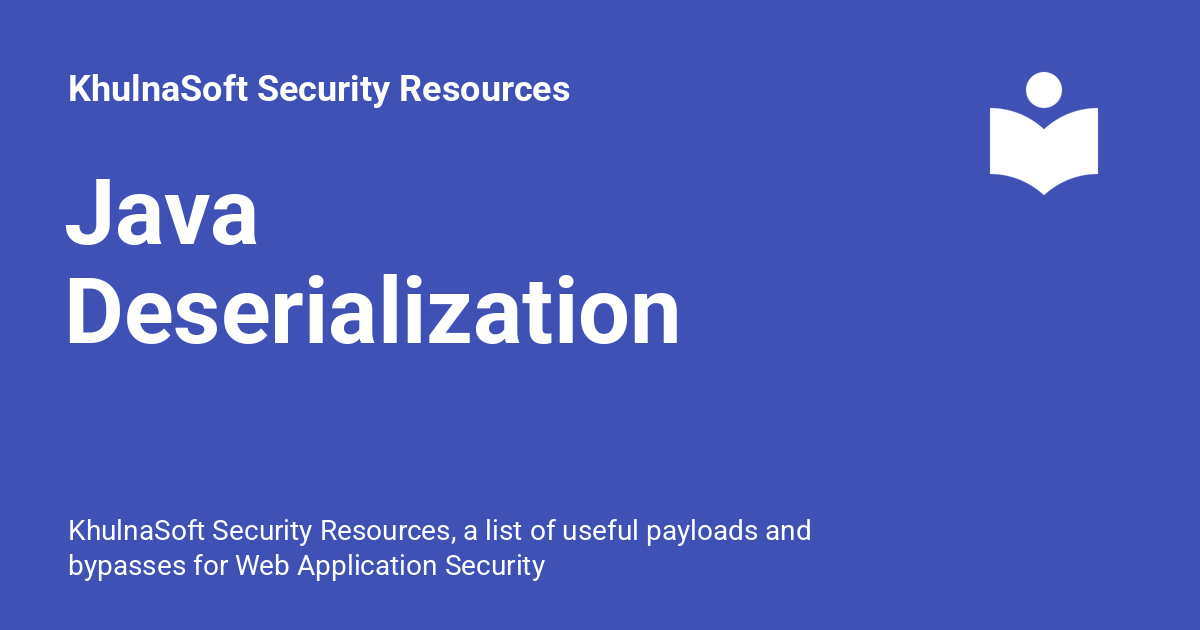 KhulnaSoft Security Resources
Java
Deserialization
KhulnaSoft Security Resources, a list of useful payloads and
bypasses for Web Application Security